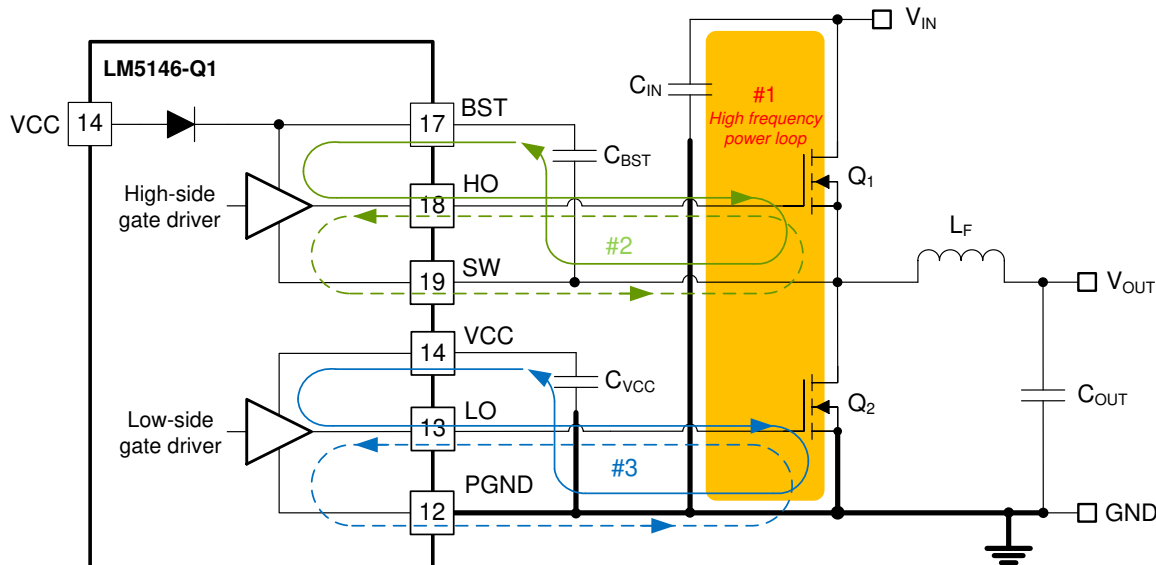 V_IN
LM5146-Q1
VCC
14
17
BST
C_IN
#1
High frequency
power loop
C_BST
Q_1
High-side
gate driver
18
HO
#2
L_F
19
SW
V_OUT
14
VCC
C_VCC
Q_2
C_OUT
Low-side
gate driver
13
LO
#3
12
PGND
GND